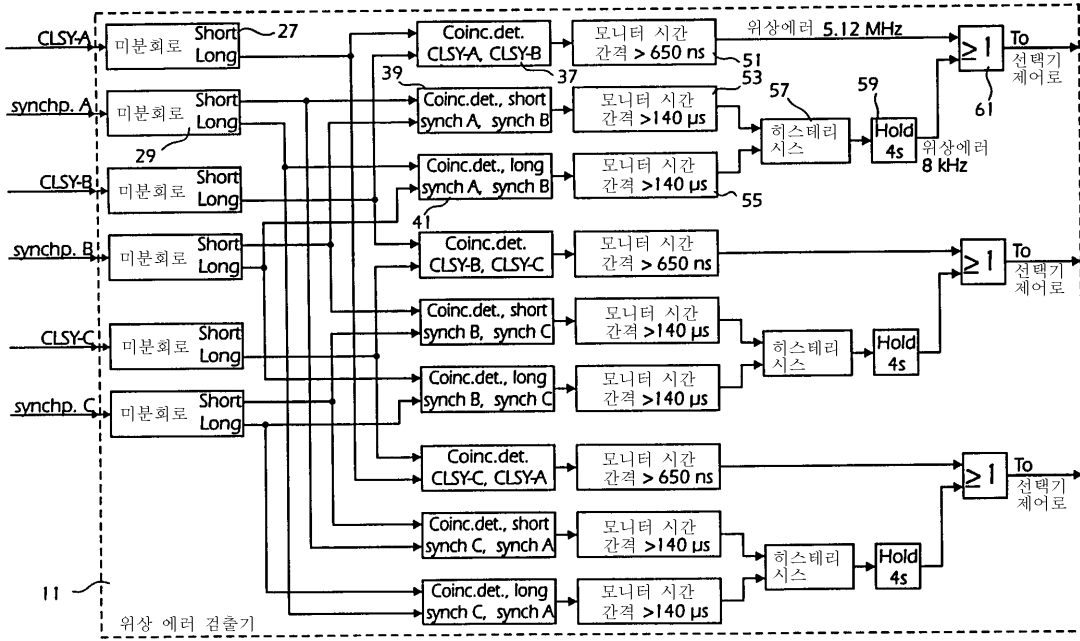 CLSY-A
미분회로
Short
Long
27
Coinc.det.
CLSY-A, CLSY-B
37
모니터 시간
간격 > 650 ns
51
위상에러 5.12 MHz
≥1
61
To
선택기
제어로
synchp. A
미분회로
Short
Long
29
39
Coinc.det., short
synch A, synch B
모니터 시간
간격 >140 µs
53
57
히스테리
시스
59
Hold
4s
위상에러
8 kHz
CLSY-B
미분회로
Short
Long
Coinc.det., long
synch A, synch B
41
모니터 시간
간격 >140 µs
55
synchp. B
미분회로
Short
Long
Coinc.det.
CLSY-B, CLSY-C
모니터 시간
간격 > 650 ns
≥1
To
선택기
제어로
CLSY-C
미분회로
Short
Long
Coinc.det., short
synch B, synch C
모니터 시간
간격 >140 µs
히스테리
시스
Hold
4s
synchp. C
미분회로
Short
Long
Coinc.det., long
synch B, synch C
모니터 시간
간격 >140 µs
Coinc.det.
CLSY-C, CLSY-A
모니터 시간
간격 > 650 ns
≥1
To
선택기
제어로
Coinc.det., short
synch C, synch A
모니터 시간
간격 >140 µs
히스테리
시스
Hold
4s
Coinc.det., long
synch C, synch A
모니터 시간
간격 >140 µs
11
위상 에러 검출기